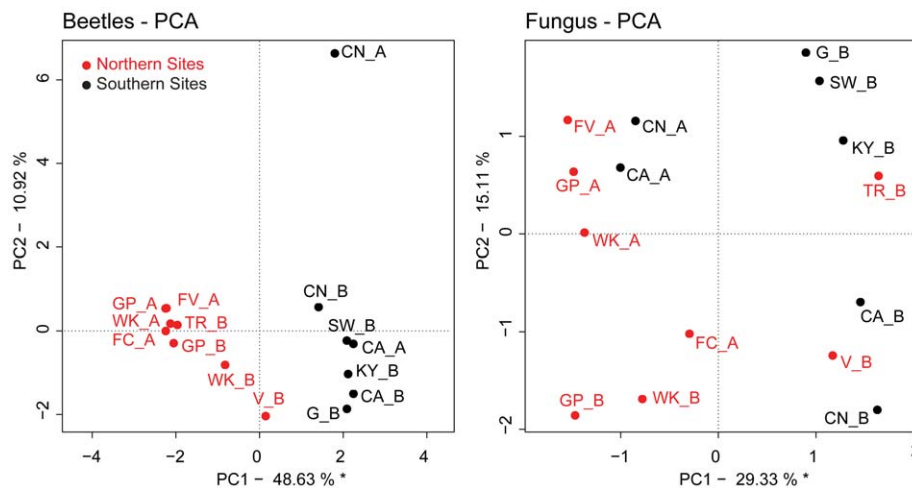 Beetles - PCA
Northern Sites
Southern Sites
CN_A
GP_A
FV_A
WK_A
TR_B
FC_A
GP_B
WK_B
V_B
CN_B
SW_B
CA_A
KY_B
CA_B
G_B
6
4
2
0
−2
PC2 − 10.92 %
−4
−2
0
2
4
PC1 − 48.63 % *
Fungus - PCA
G_B
SW_B
FV_A
CN_A
KY_B
GP_A
CA_A
TR_B
WK_A
CA_B
FC_A
V_B
GP_B
WK_B
CN_B
1
0
−1
−2
PC2 − 15.11 %
−1
0
1
2
PC1 − 29.33 % *